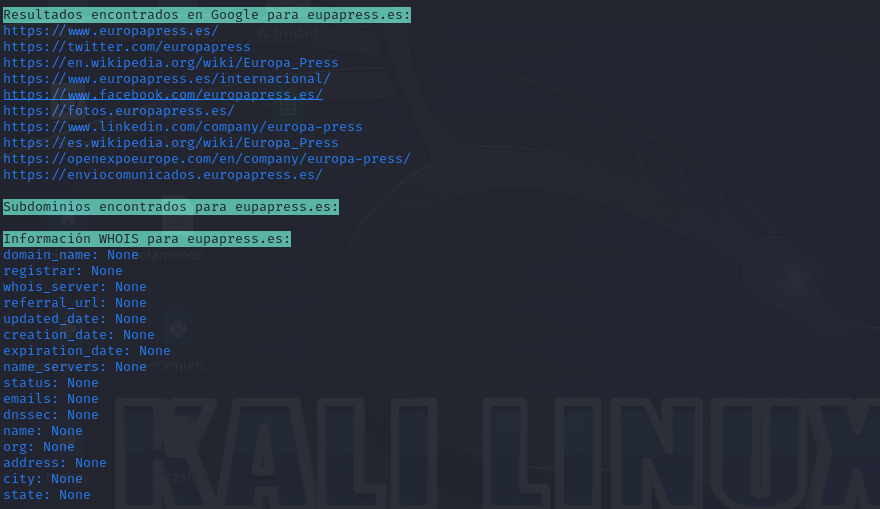 Resultados encontrados en Google para eupapress.es:
https://www.europapress.es/
Actividad
https://twitter.com/europapress
https://en.wikipedia.org/wiki/Europa_Press
https://www.europapress.es/internacional/
https://www.facebook.com/europapress.es/
https://fotos.europapress.es/
https://www.linkedin.com/company/europa-press
https://es.wikipedia.org/wiki/Europa_Press
https://openexpoeurope.com/en/company/europa-press/
https://enviocomunicados.europapress.es/
Subdominios encontrados para eupapress.es:
Información WHOIS para eupapress.es:
domain_name: None
registrar: None
whois_server: None
referral_url: None
updated_date: None
creation_date: None
expiration_date: None
name_servers: None
status: None
emails: None
dnssec: None
name: None
org: None
address: None
city: None
state: None
KALI LINUX